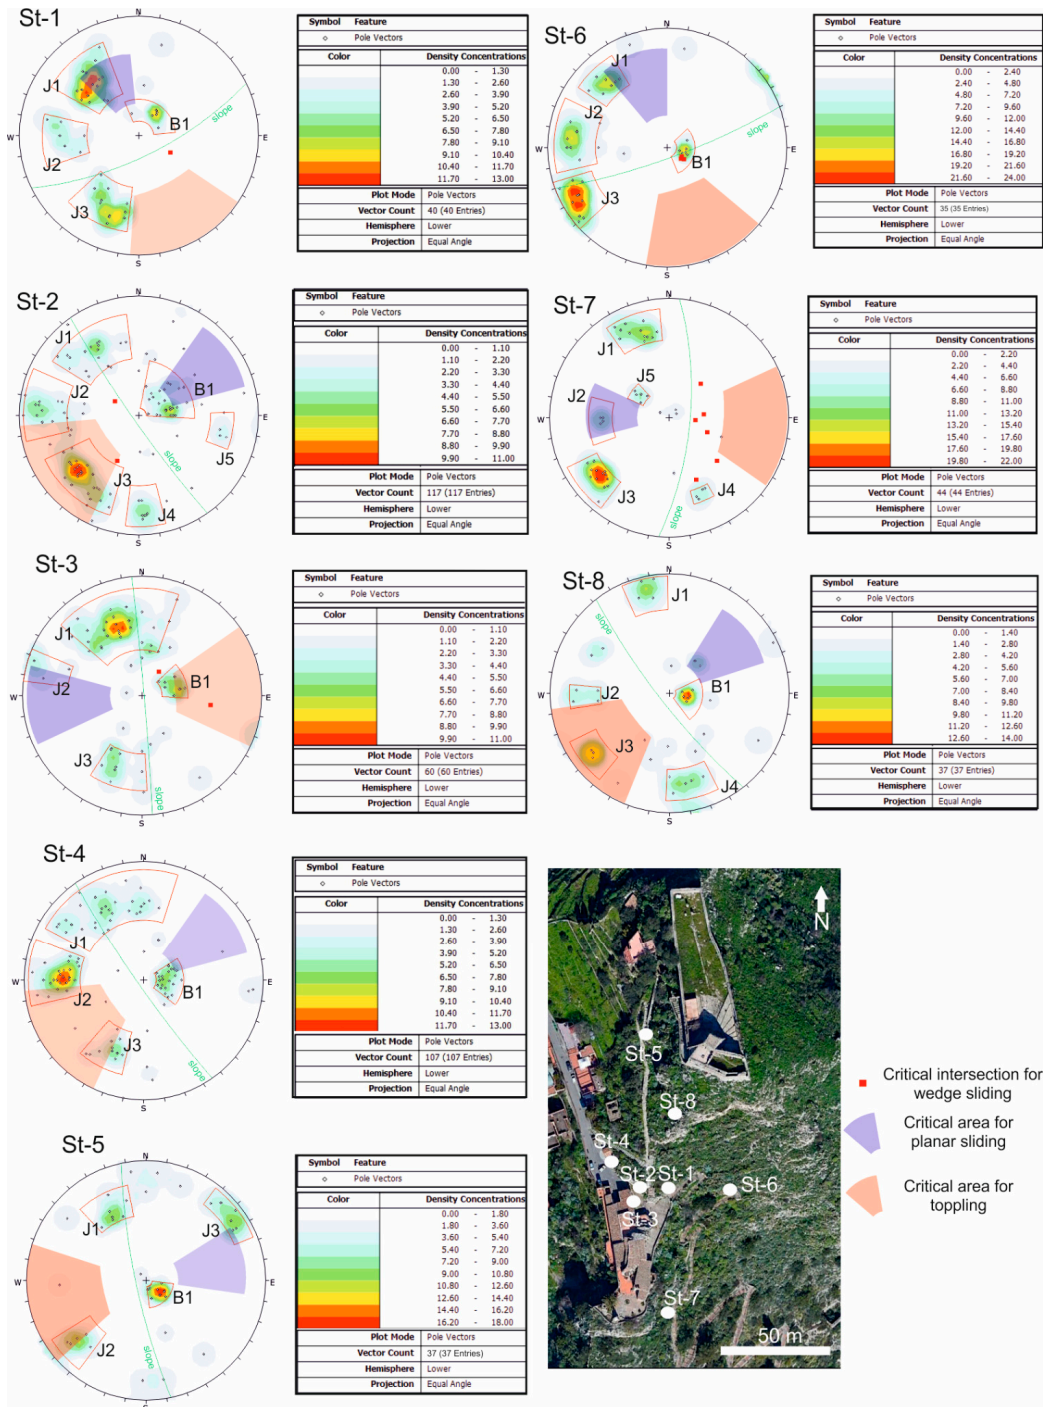 St-1
N
W
E
S
J1
J2
J3
B1
slope
Symbol Feature
◇ Pole Vectors
Color Density Concentrations
0.00 - 1.30
1.30 - 2.60
2.60 - 3.90
3.90 - 5.20
5.20 - 6.50
6.50 - 7.80
7.80 - 9.10
9.10 - 10.40
10.40 - 11.70
11.70 - 13.00
Plot Mode Pole Vectors
Vector Count 40 (40 Entries)
Hemisphere Lower
Projection Equal Angle
St-6
N
W
E
S
J1
J2
J3
B1
slope
Symbol Feature
◇ Pole Vectors
Color Density Concentrations
0.00 - 2.40
2.40 - 4.80
4.80 - 7.20
7.20 - 9.60
9.60 - 12.00
12.00 - 14.40
14.40 - 16.80
16.80 - 19.20
19.20 - 21.60
21.60 - 24.00
Plot Mode Pole Vectors
Vector Count 35 (35 Entries)
Hemisphere Lower
Projection Equal Angle
St-2
N
W
E
S
J1
J2
J3
J4
J5
B1
slope
Symbol Feature
◇ Pole Vectors
Color Density Concentrations
0.00 - 1.10
1.10 - 2.20
2.20 - 3.30
3.30 - 4.40
4.40 - 5.50
5.50 - 6.60
6.60 - 7.70
7.70 - 8.80
8.80 - 9.90
9.90 - 11.00
Plot Mode Pole Vectors
Vector Count 117 (117 Entries)
Hemisphere Lower
Projection Equal Angle
St-7
N
W
E
S
J1
J5
J2
J3
J4
slope
Symbol Feature
◇ Pole Vectors
Color Density Concentrations
0.00 - 2.20
2.20 - 4.40
4.40 - 6.60
6.60 - 8.80
8.80 - 11.00
11.00 - 13.20
13.20 - 15.40
15.40 - 17.60
17.60 - 19.80
19.80 - 22.00
Plot Mode Pole Vectors
Vector Count 44 (44 Entries)
Hemisphere Lower
Projection Equal Angle
St-3
N
W
E
S
J1
J2
J3
B1
slope
Symbol Feature
◇ Pole Vectors
Color Density Concentrations
0.00 - 1.10
1.10 - 2.20
2.20 - 3.30
3.30 - 4.40
4.40 - 5.50
5.50 - 6.60
6.60 - 7.70
7.70 - 8.80
8.80 - 9.90
9.90 - 11.00
Plot Mode Pole Vectors
Vector Count 60 (60 Entries)
Hemisphere Lower
Projection Equal Angle
St-8
N
W
E
S
J1
J2
J3
J4
B1
slope
Symbol Feature
◇ Pole Vectors
Color Density Concentrations
0.00 - 1.40
1.40 - 2.80
2.80 - 4.20
4.20 - 5.60
5.60 - 7.00
7.00 - 8.40
8.40 - 9.80
9.80 - 11.20
11.20 - 12.60
12.60 - 14.00
Plot Mode Pole Vectors
Vector Count 37 (37 Entries)
Hemisphere Lower
Projection Equal Angle
St-4
N
W
E
S
J1
J2
J3
B1
slope
Symbol Feature
◇ Pole Vectors
Color Density Concentrations
0.00 - 1.30
1.30 - 2.60
2.60 - 3.90
3.90 - 5.20
5.20 - 6.50
6.50 - 7.80
7.80 - 9.10
9.10 - 10.40
10.40 - 11.70
11.70 - 13.00
Plot Mode Pole Vectors
Vector Count 107 (107 Entries)
Hemisphere Lower
Projection Equal Angle
St-5
N
W
E
S
J1
J3
B1
J2
slope
Symbol Feature
◇ Pole Vectors
Color Density Concentrations
0.00 - 1.80
1.80 - 3.60
3.60 - 5.40
5.40 - 7.20
7.20 - 9.00
9.00 - 10.80
10.80 - 12.60
12.60 - 14.40
14.40 - 16.20
16.20 - 18.00
Plot Mode Pole Vectors
Vector Count 37 (37 Entries)
Hemisphere Lower
Projection Equal Angle
N
St-5
St-8
St-4
St-2 St-1
St-6
St-3
St-7
50 m
Critical intersection for
wedge sliding
Critical area for
planar sliding
Critical area for
toppling